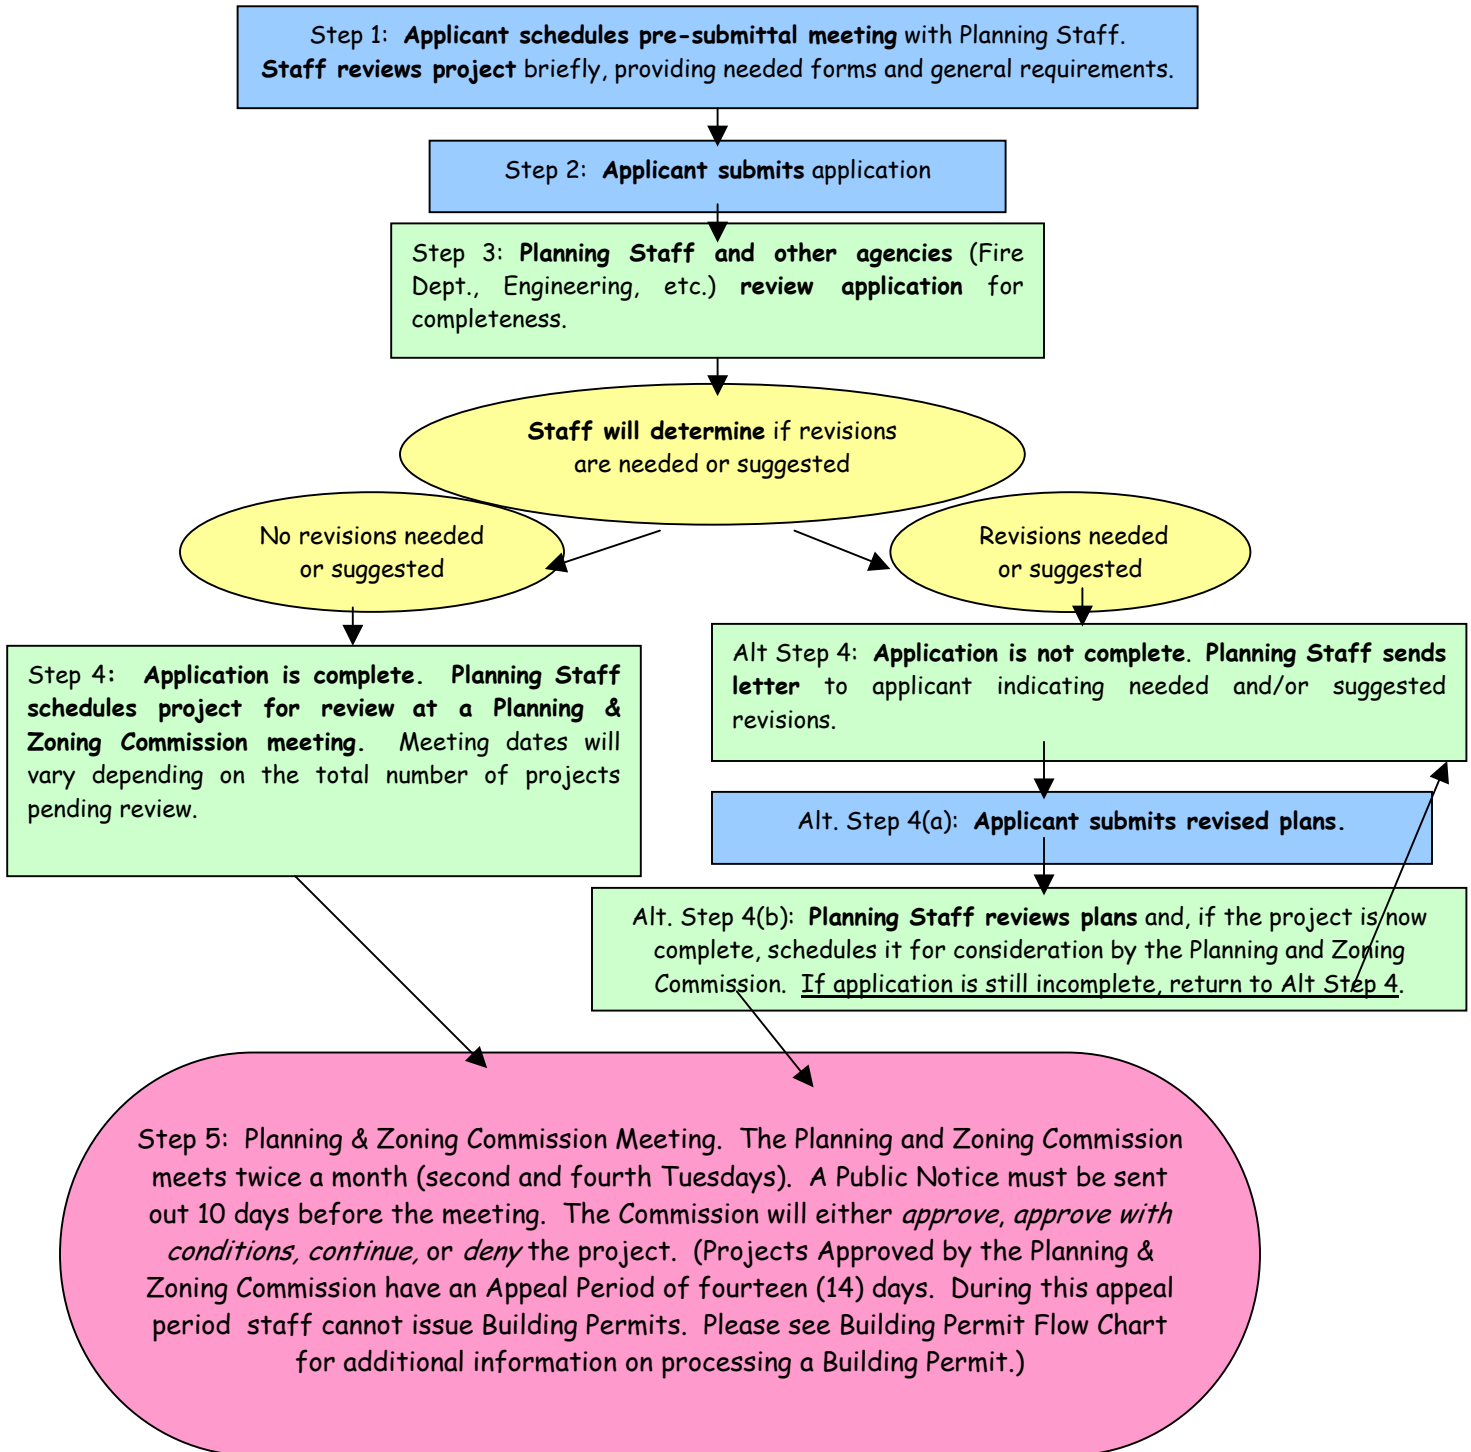 Step 1: Applicant schedules pre-submittal meeting with Planning Staff.
Staff reviews project briefly, providing needed forms and general requirements.
Step 2: Applicant submits application
Step 3: Planning Staff and other agencies (Fire
Dept., Engineering, etc.) review application for
completeness.
Staff will determine if revisions
are needed or suggested
No revisions needed
or suggested
Revisions needed
or suggested
Step 4: Application is complete. Planning Staff
schedules project for review at a Planning &
Zoning Commission meeting. Meeting dates will
vary depending on the total number of projects
pending review.
Alt Step 4: Application is not complete. Planning Staff sends
letter to applicant indicating needed and/or suggested
revisions.
Alt. Step 4(a): Applicant submits revised plans.
Alt. Step 4(b): Planning Staff reviews plans and, if the project is now
complete, schedules it for consideration by the Planning and Zoning
Commission. If application is still incomplete, return to Alt Step 4.
Step 5: Planning & Zoning Commission Meeting. The Planning and Zoning Commission
meets twice a month (second and fourth Tuesdays). A Public Notice must be sent
out 10 days before the meeting. The Commission will either approve, approve with
conditions, continue, or deny the project. (Projects Approved by the Planning &
Zoning Commission have an Appeal Period of fourteen (14) days. During this appeal
period staff cannot issue Building Permits. Please see Building Permit Flow Chart
for additional information on processing a Building Permit.)